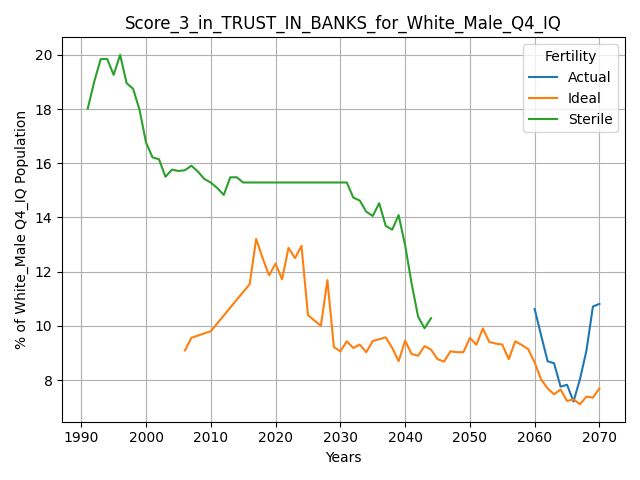 Score_3_in_TRUST_IN_BANKS_for_White_Male_Q4_IQ
% of White_Male Q4_IQ Population
20
18
16
14
12
10
8
Fertility
Actual
Ideal
Sterile
1990 2000 2010 2020 2030 2040 2050 2060 2070
Years